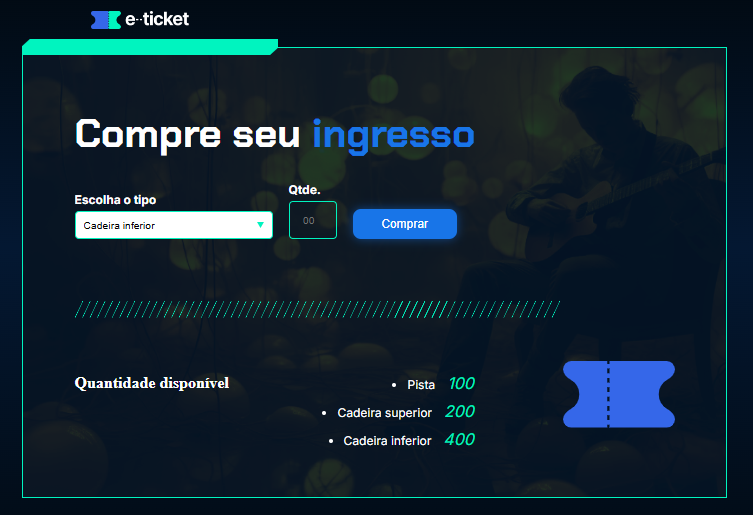 e··ticket
Compre seu ingresso
Escolha o tipo
Qtde.
Cadeira inferior
00
Comprar
Quantidade disponível
Pista 100
Cadeira superior 200
Cadeira inferior 400